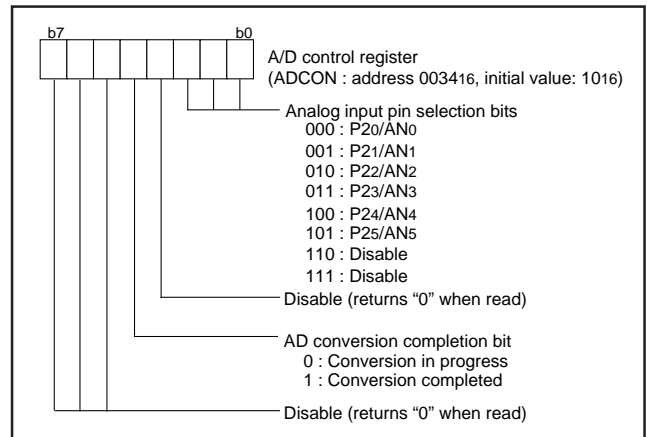 b7 b0
A/D control register
(ADCON : address 003416, initial value: 1016)
Analog input pin selection bits
000 : P20/AN0
001 : P21/AN1
010 : P22/AN2
011 : P23/AN3
100 : P24/AN4
101 : P25/AN5
110 : Disable
111 : Disable
Disable (returns “0” when read)
AD conversion completion bit
0 : Conversion in progress
1 : Conversion completed
Disable (returns “0” when read)